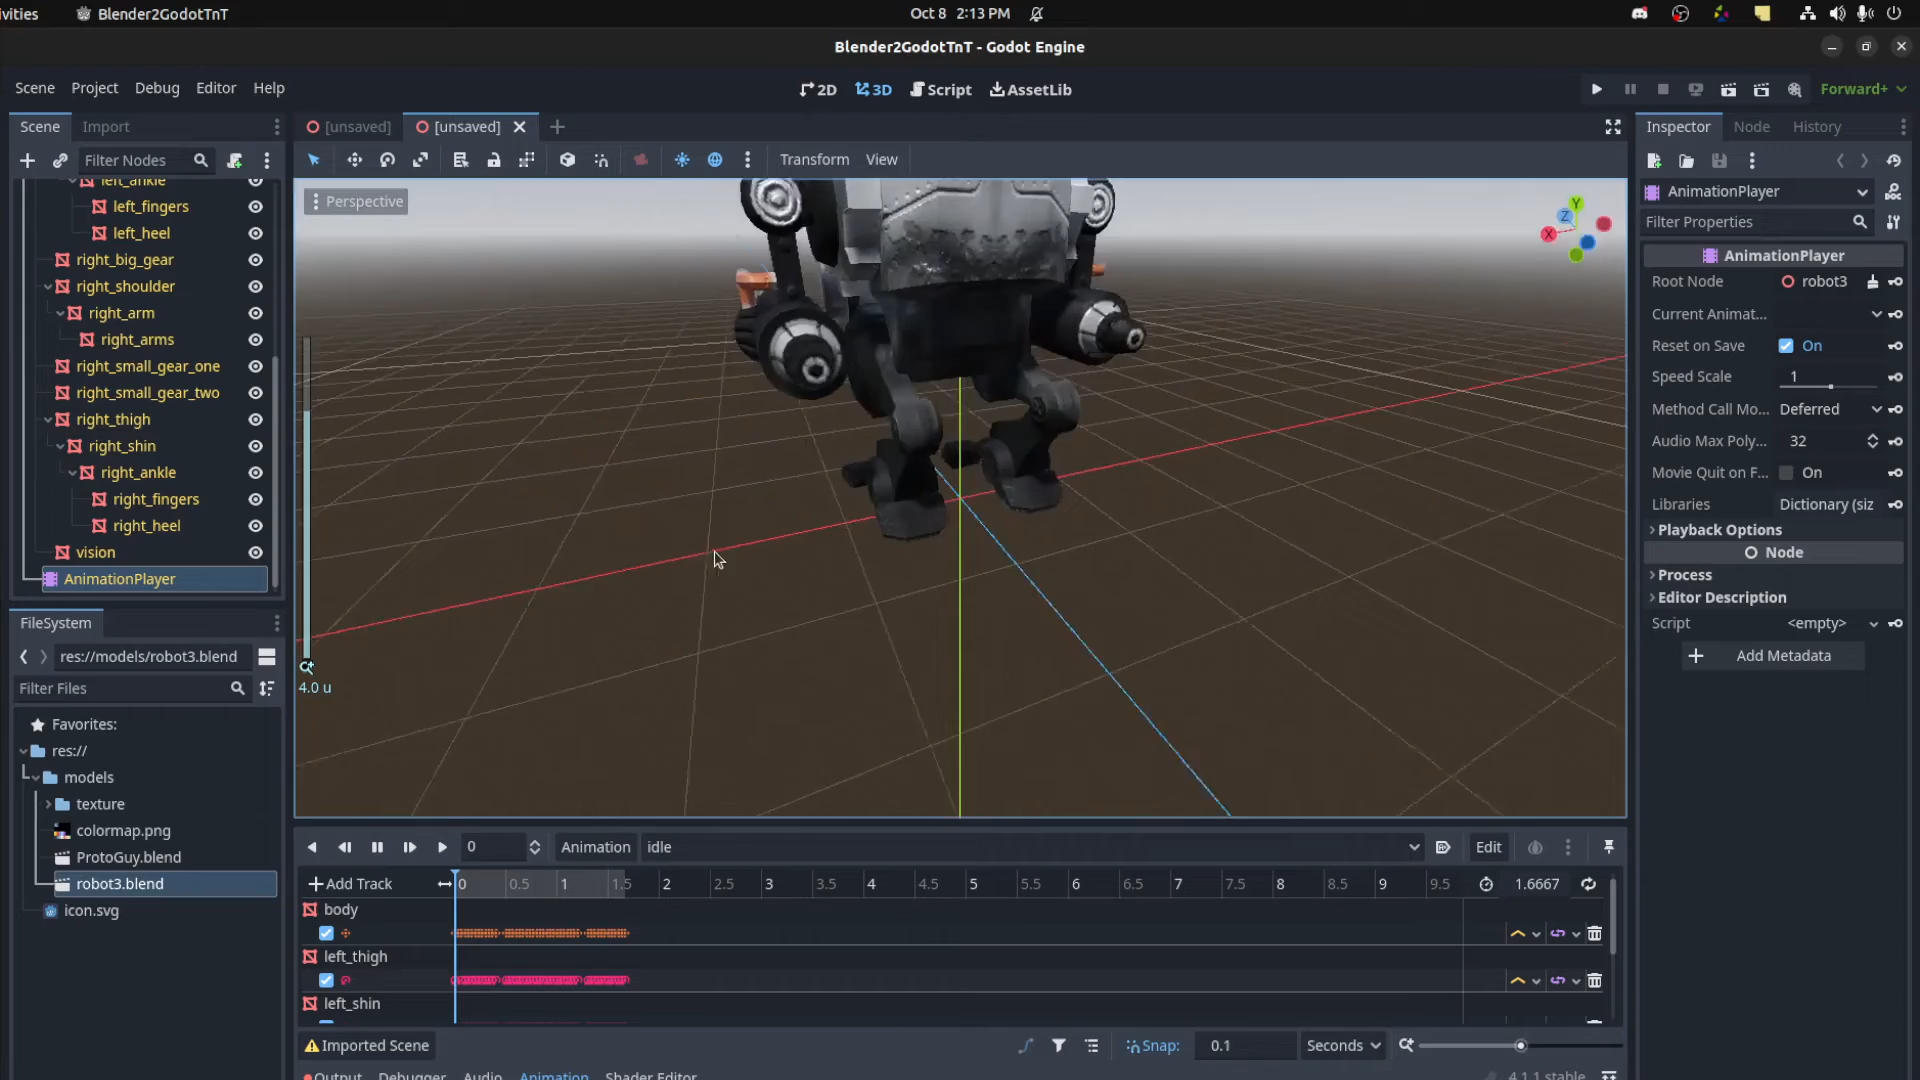 ivities
Blender2GodotTnT
Oct 8 2:13 PM
Blender2GodotTnT - Godot Engine
Scene Project Debug Editor Help
2D 3D Script AssetLib
Forward+
Scene Import
[unsaved] [unsaved]
Inspector Node History
Filter Nodes
Transform View
left_ankle
left_fingers
left_heel
right_big_gear
right_shoulder
right_arm
right_arms
right_small_gear_one
right_small_gear_two
right_thigh
right_shin
right_ankle
right_fingers
right_heel
vision
AnimationPlayer
Perspective
Y
Z
X
4.0 u
AnimationPlayer
Filter Properties
AnimationPlayer
Root Node robot3
Current Animat...
Reset on Save On
Speed Scale 1
Method Call Mo... Deferred
Audio Max Poly... 32
Movie Quit on F... On
Libraries Dictionary (siz
Playback Options
Node
Process
Editor Description
Script <empty>
Add Metadata
FileSystem
res://models/robot3.blend
Filter Files
Favorites:
res://
models
texture
colormap.png
ProtoGuy.blend
robot3.blend
icon.svg
0 Animation idle Edit
Add Track 0 0.5 1 1.5 2 2.5 3 3.5 4 4.5 5 5.5 6 6.5 7 7.5 8 8.5 9 9.5 1.6667
body
left_thigh
left_shin
Imported Scene
Snap: 0.1 Seconds
Output Debugger Audio Animation Shader Editor 4.1.1.stable